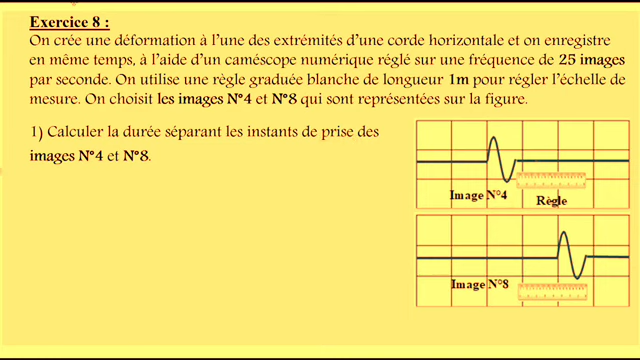 Exercice 8 :
On crée une déformation à l'une des extrémités d'une corde horizontale et on enregistre
en même temps, à l'aide d'un caméscope numérique réglé sur une fréquence de 25 images
par seconde. On utilise une règle graduée blanche de longueur 1m pour régler l'échelle de
mesure. On choisit les images N°4 et N°8 qui sont représentées sur la figure.
1) Calculer la durée séparant les instants de prise des
images N°4 et N°8.
Image N°4
Règle
Image N°8